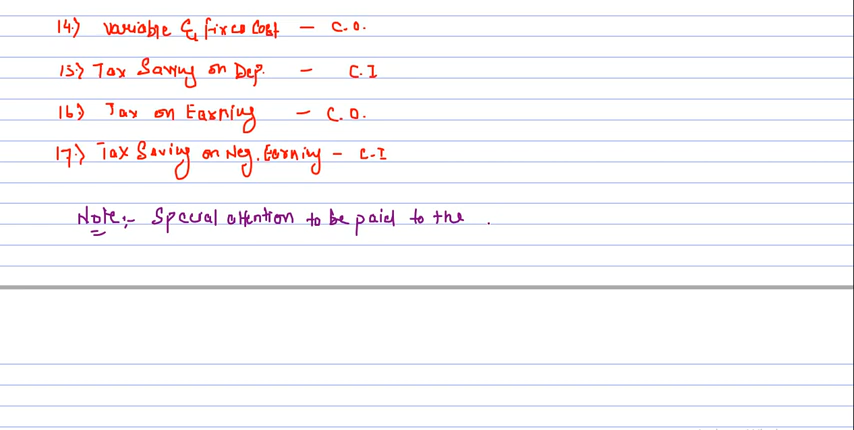 14.) Variable & fixed Cost - C.O.
15.) Tax Saving on Dep. - C.I
16.) Tax on Earning - C.O.
17.) Tax Saving on Neg. Earning - C.I
Note:- Special attention to be paid to the